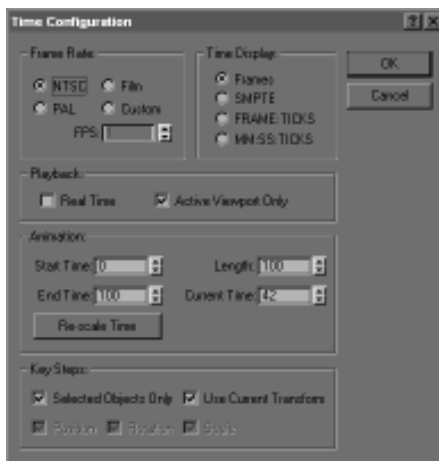 Time Configuration
Frame Rate:
NTSC Film
PAL Custom
FPS: 1
Time Display:
Frames
SMPTE
FRAME:TICKS
MM:SS:TICKS
OK
Cancel
Playback:
Real Time Active Viewport Only
Animation:
Start Time: 0 Length: 100
End Time: 100 Current Time: 42
Re-scale Time
Key Steps:
Selected Objects Only Use Current Transform
Position Rotation Scale